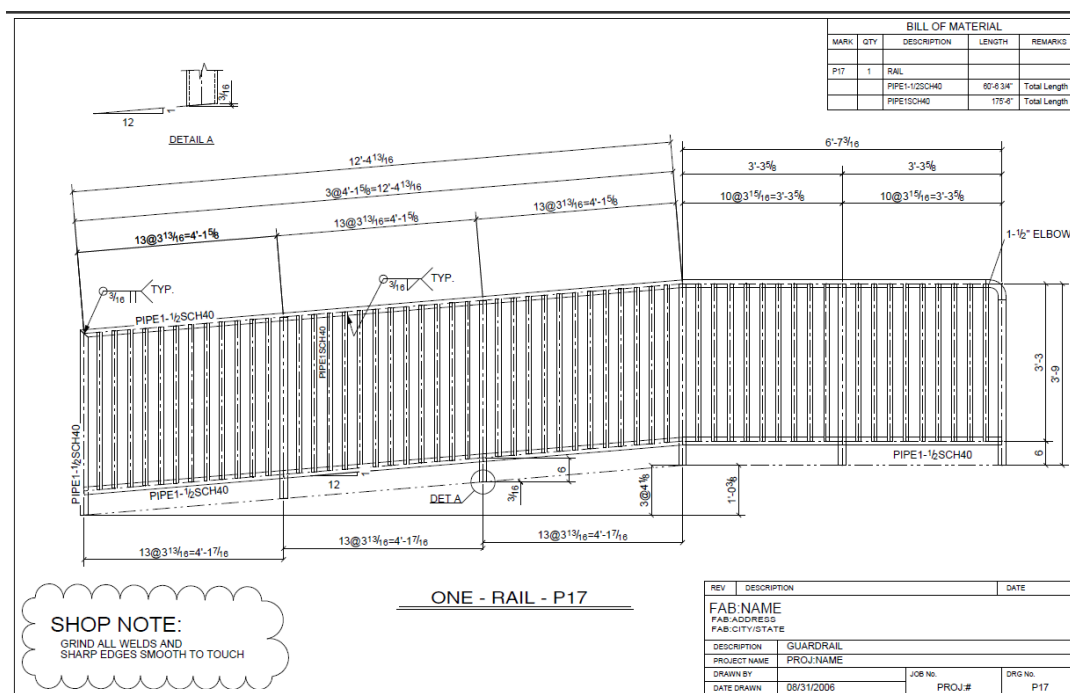 BILL OF MATERIAL
MARK QTY DESCRIPTION LENGTH REMARKS
P17 1 RAIL
PIPE1-1/2SCH40 60'-6 3/4" Total Length
PIPE1SCH40 175'-6" Total Length
3/16
1
12
DETAIL A
12'-4 13/16
3@4'-1 5/8=12'-4 13/16
13@3 13/16=4'-1 5/8
13@3 13/16=4'-1 5/8
13@3 13/16=4'-1 5/8
6'-7 3/16
3'-3 5/8 3'-3 5/8
10@3 15/16=3'-3 5/8 10@3 15/16=3'-3 5/8
1-1/2" ELBOW
3/16 TYP.
3/16 TYP.
PIPE1-1/2SCH40
PIPE1SCH40
PIPE1-1/2SCH40
PIPE1-1/2SCH40
12
DET A
6
3/16
3@4 1/8
1'-0 3/8
PIPE1-1/2SCH40
3'-3
3'-9
6
13@3 13/16=4'-1 7/16
13@3 13/16=4'-1 7/16
13@3 13/16=4'-1 7/16
ONE - RAIL - P17
SHOP NOTE:
GRIND ALL WELDS AND
SHARP EDGES SMOOTH TO TOUCH
REV DESCRIPTION DATE
FAB:NAME
FAB:ADDRESS
FAB:CITY/STATE
DESCRIPTION GUARDRAIL
PROJECT NAME PROJ:NAME
DRAWN BY JOB No. DRG No.
DATE DRAWN 08/31/2006 PROJ:# P17